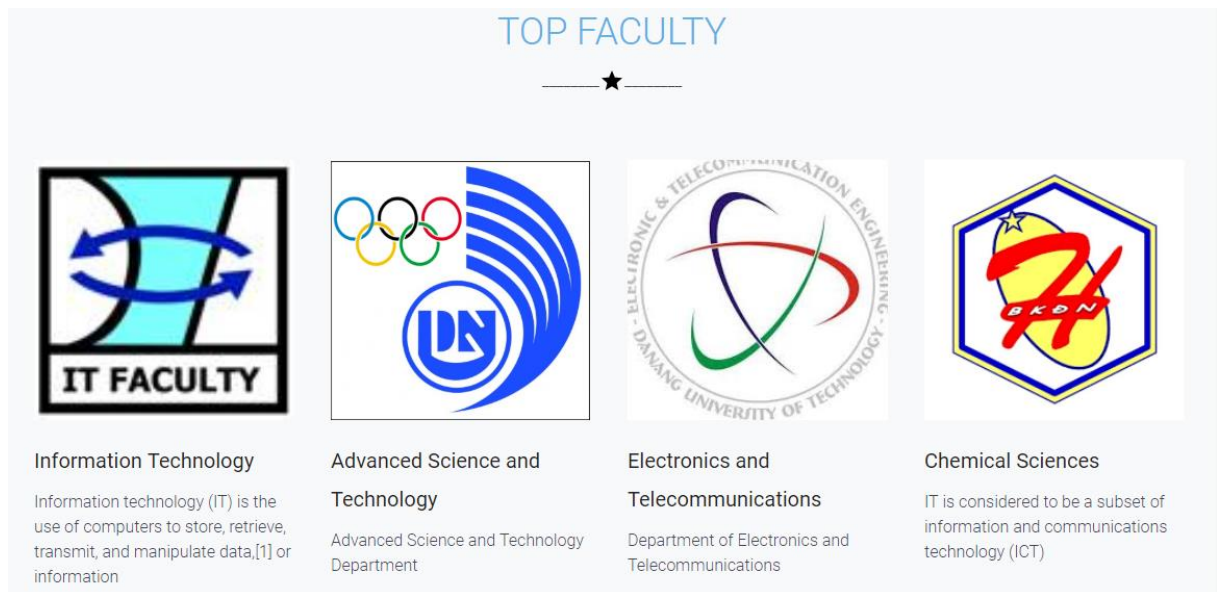 TOP FACULTY
IT FACULTY
DN
ELECTRONIC & TELECOMMUNICATION ENGINEERING - DANANG UNIVERSITY OF TECHNOLOGY -
H
BKDN
Information Technology
Information technology (IT) is the
use of computers to store, retrieve,
transmit, and manipulate data,[1] or
information
Advanced Science and
Technology
Advanced Science and Technology
Department
Electronics and
Telecommunications
Department of Electronics and
Telecommunications
Chemical Sciences
IT is considered to be a subset of
information and communications
technology (ICT)